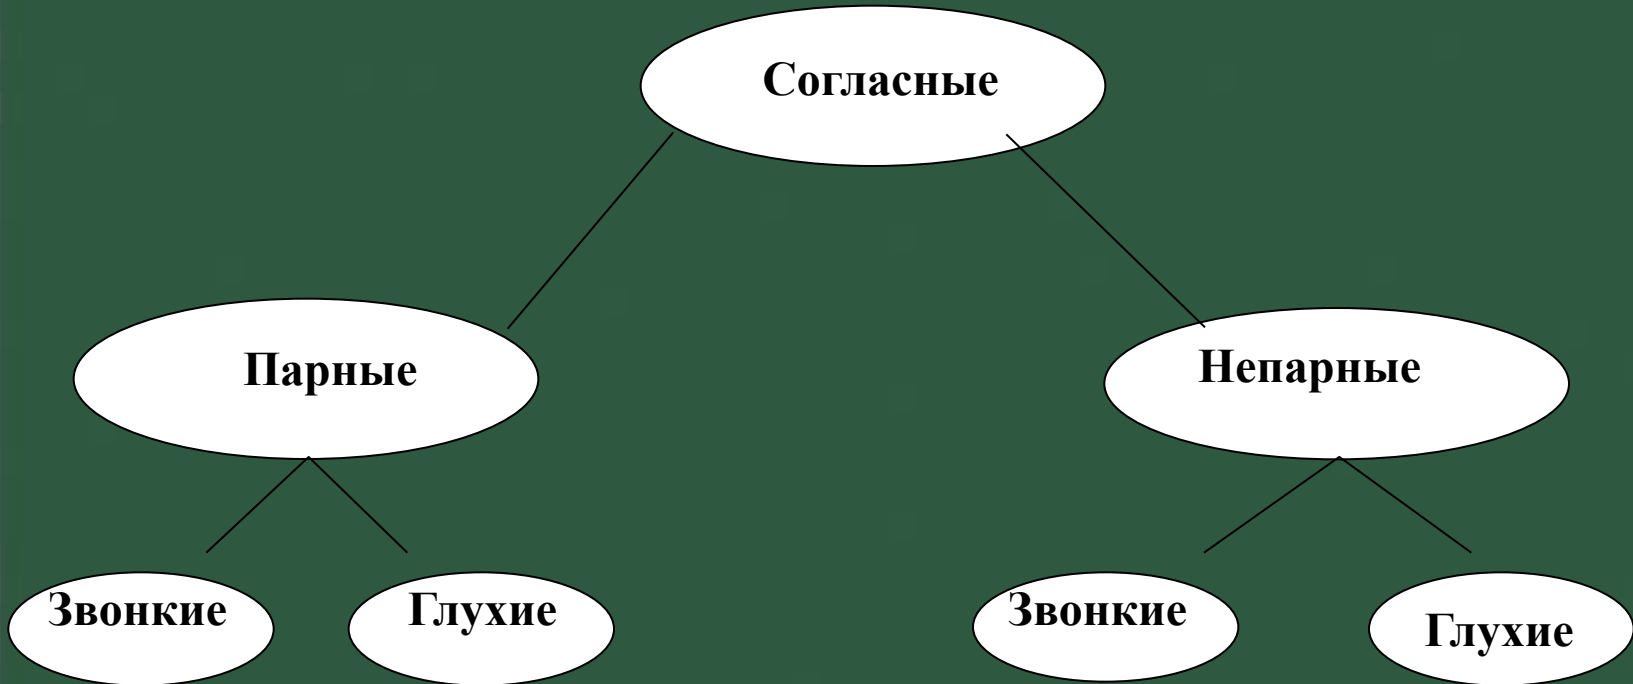 Согласные
Парные
Непарные
Звонкие
Глухие
Звонкие
Глухие